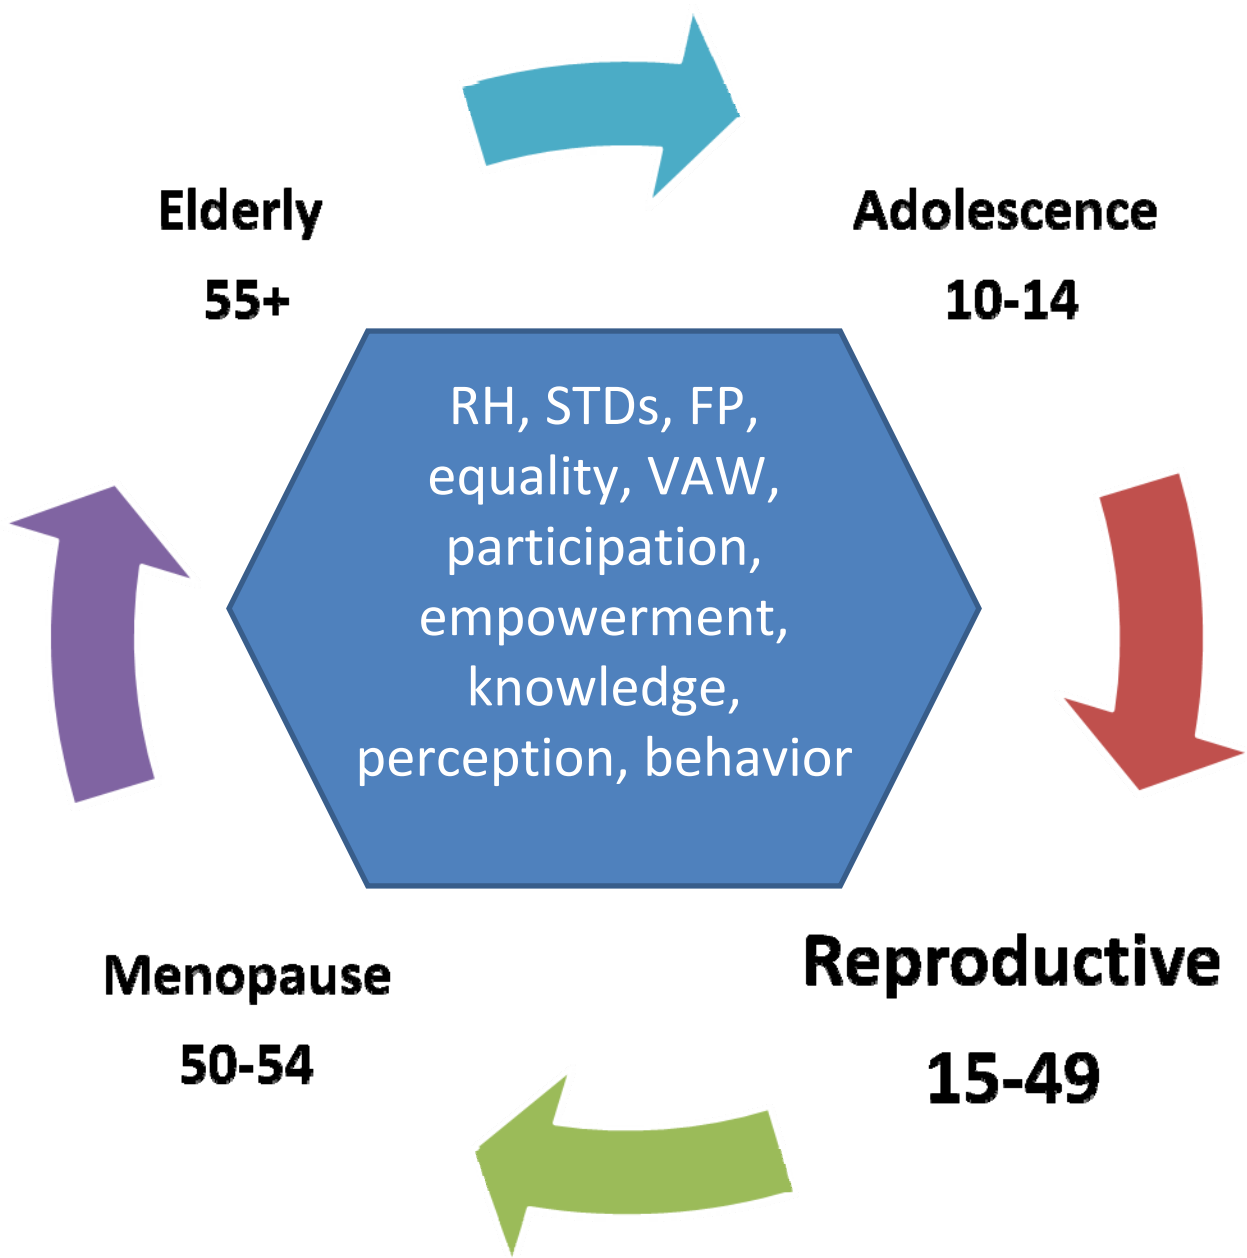 Elderly
55+
Adolescence
10-14
RH, STDs, FP,
equality, VAW,
participation,
empowerment,
knowledge,
perception, behavior
Menopause
50-54
Reproductive
15-49